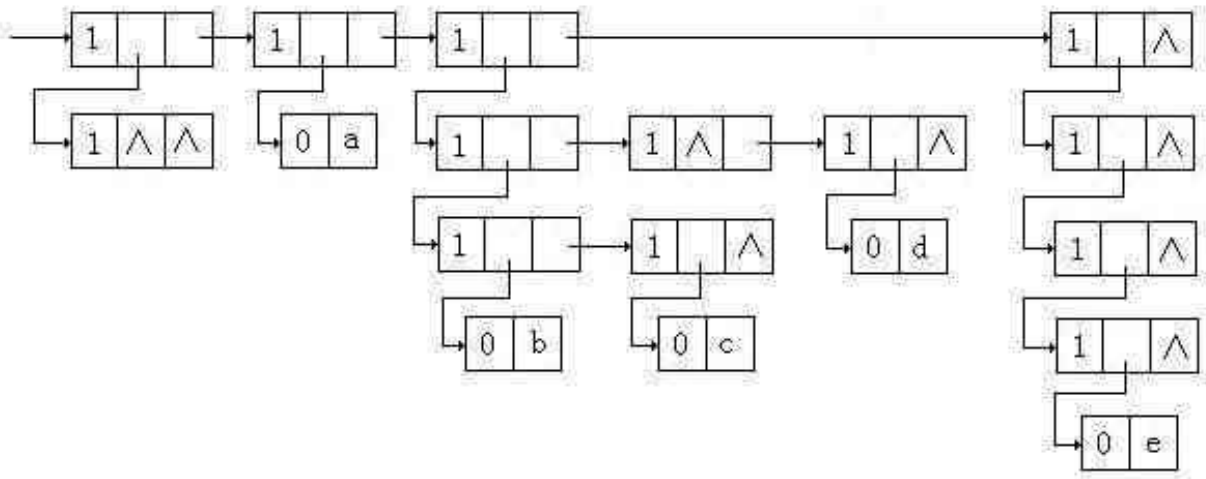 1 1 1 1 ∧
1 ∧ ∧ 0 a 1 1 ∧ 1 ∧ 1 ∧
1 1 ∧ 0 d 1 ∧
0 b 0 c 1 ∧
0 e